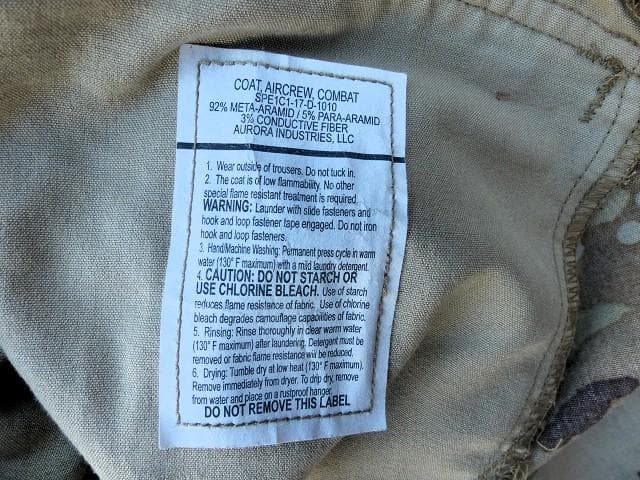 COAT, AIRCREW, COMBAT
SPE1C1-17-D-1010
92% META-ARAMID / 5% PARA-ARAMID
3% CONDUCTIVE FIBER
AURORA INDUSTRIES, LLC
1. Wear outside of trousers. Do not tuck in.
2. The coat is of low flammability. No other
special flame resistant treatment is required.
WARNING: Launder with slide fasteners and
hook and loop fastener tape engaged. Do not iron
hook and loop fasteners.
3. Hand/Machine Washing: Permanent press cycle in warm
water (130° F maximum) with a mild laundry detergent.
4. CAUTION: DO NOT STARCH OR
USE CHLORINE BLEACH. Use of starch
reduces flame resistance of fabric. Use of chlorine
bleach degrades camouflage capabilities of fabric.
5. Rinsing: Rinse thoroughly in clear warm water
(130° F maximum) after laundering. Detergent must be
removed or fabric flame resistance will be reduced.
6. Drying: Tumble dry at low heat (130° F maximum).
Remove immediately from dryer. To drip dry, remove
from water and place on a rustproof hanger.
DO NOT REMOVE THIS LABEL